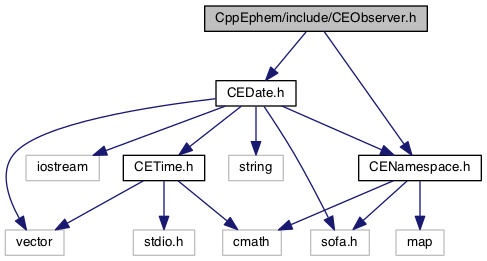 CppEphem/include/CEObserver.h
CEDate.h
iostream
CETime.h
string
CENamespace.h
vector
stdio.h
cmath
sofa.h
map